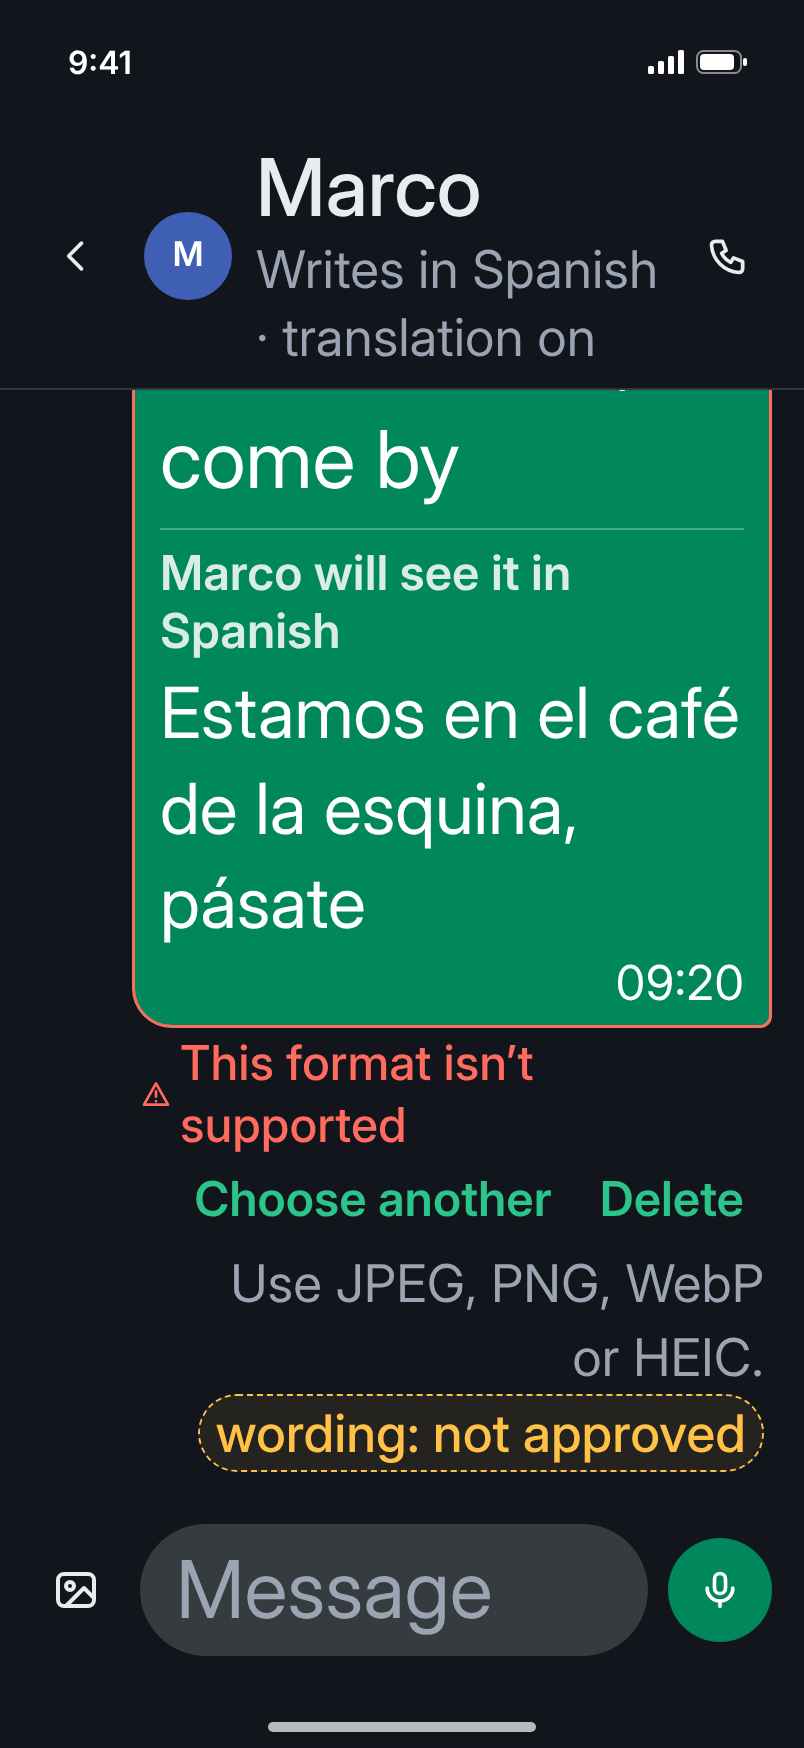 9:41
Marco
M
Writes in Spanish
· translation on
come by
Marco will see it in
Spanish
Estamos en el café
de la esquina,
pásate
09:20
This format isn’t
supported
Choose another Delete
Use JPEG, PNG, WebP
or HEIC.
wording: not approved
Message